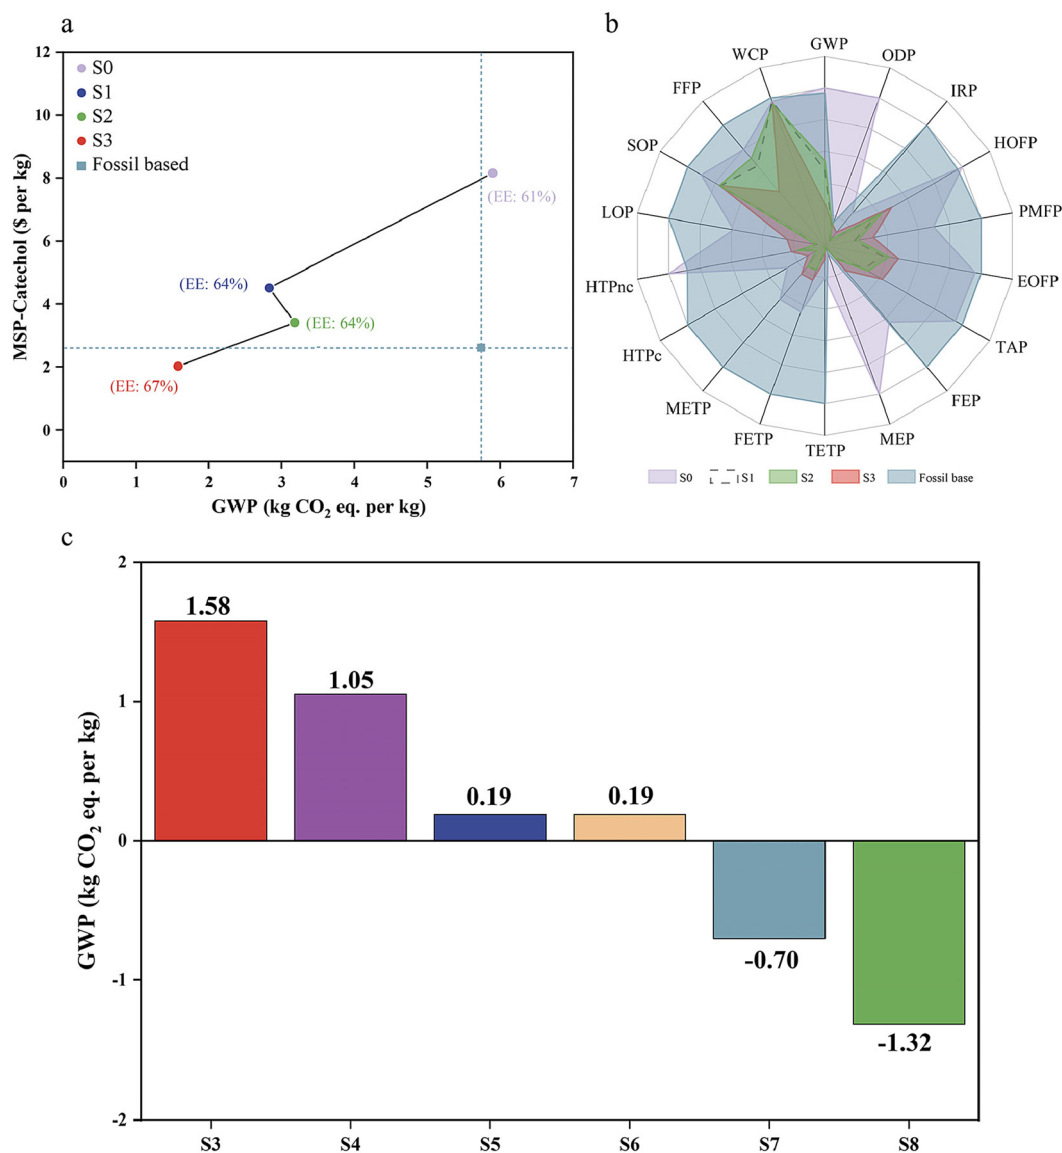 a
MSP-Catechol ($ per kg)
12
10
8
6
4
2
0
S0
S1
S2
S3
Fossil based
(EE: 61%)
(EE: 64%)
(EE: 64%)
(EE: 67%)
0 1 2 3 4 5 6 7
GWP (kg CO₂ eq. per kg)
b
GWP
ODP
IRP
HOFP
PMFP
EOFP
TAP
FEP
MEP
TETP
FETP
METP
HTPc
HTPnc
LOP
SOP
FFP
WCP
S0 S1 S2 S3 Fossil base
c
GWP (kg CO₂ eq. per kg)
2
1
0
-1
-2
1.58
1.05
0.19
0.19
-0.70
-1.32
S3 S4 S5 S6 S7 S8